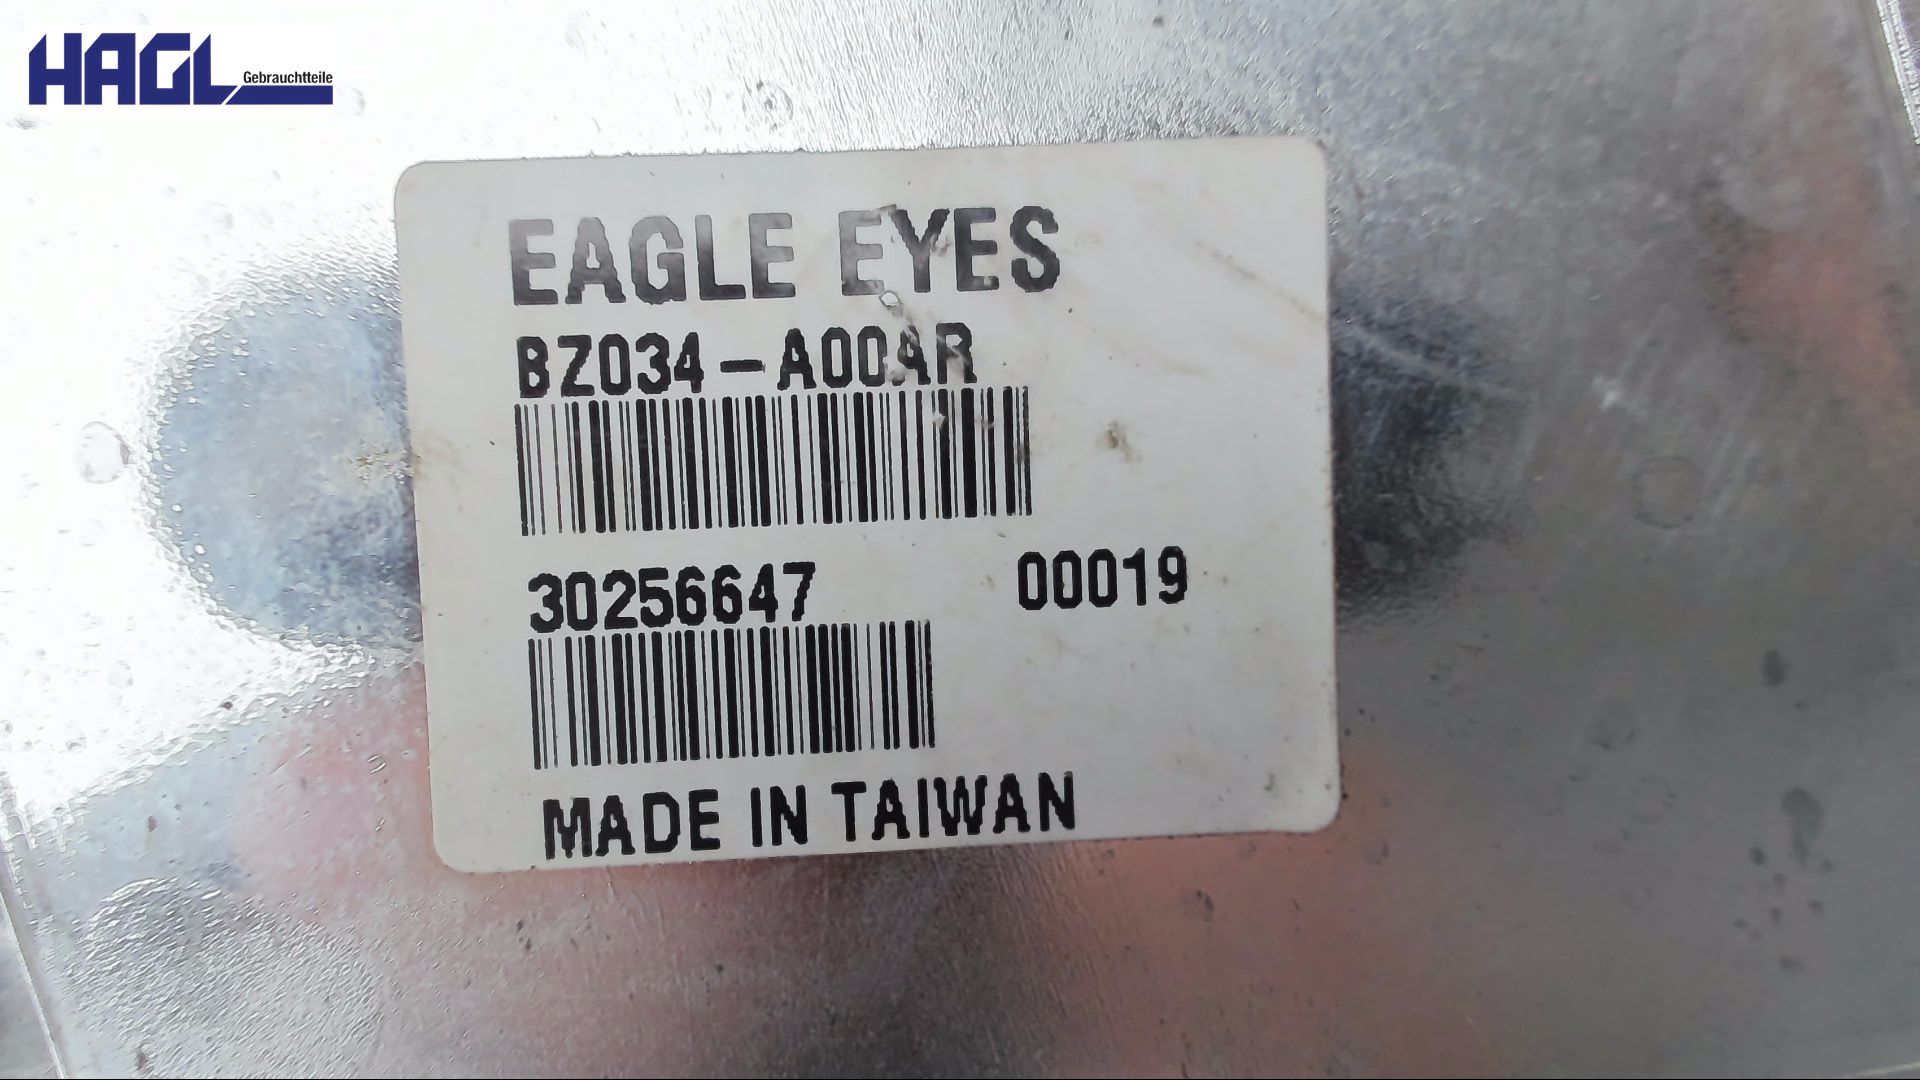 HAGL Gebrauchtteile
EAGLE EYES
BZ034-A00AR
30256647 00019
MADE IN TAIWAN